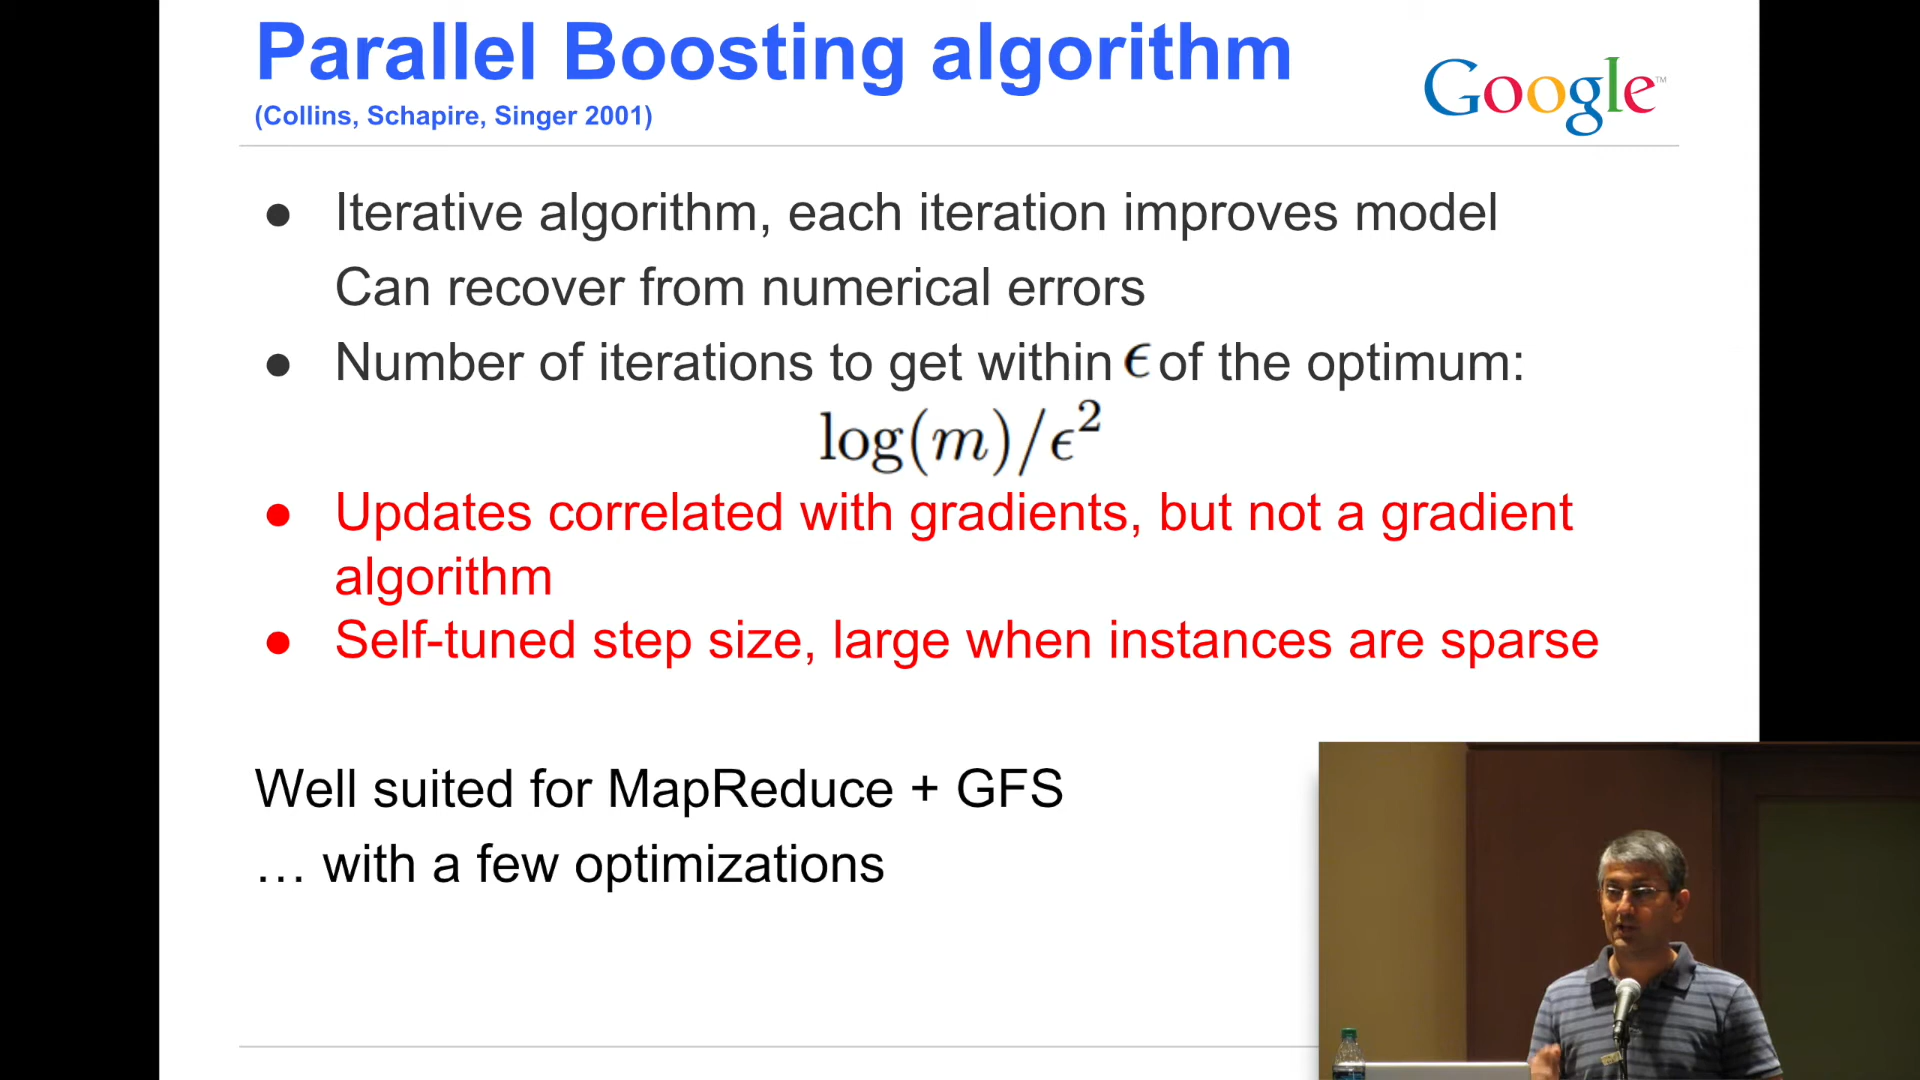 Parallel Boosting algorithm
(Collins, Schapire, Singer 2001)
Google™
● Iterative algorithm, each iteration improves model
Can recover from numerical errors
● Number of iterations to get within ϵ of the optimum:
log(m)/ϵ²
● Updates correlated with gradients, but not a gradient
algorithm
● Self-tuned step size, large when instances are sparse
Well suited for MapReduce + GFS
… with a few optimizations